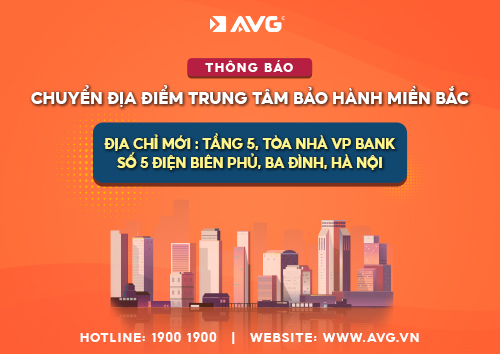 AVG
THÔNG BÁO
CHUYỂN ĐỊA ĐIỂM TRUNG TÂM BẢO HÀNH MIỀN BẮC
ĐỊA CHỈ MỚI : TẦNG 5, TÒA NHÀ VP BANK
SỐ 5 ĐIỆN BIÊN PHỦ, BA ĐÌNH, HÀ NỘI
HOTLINE: 1900 1900 | WEBSITE: WWW.AVG.VN